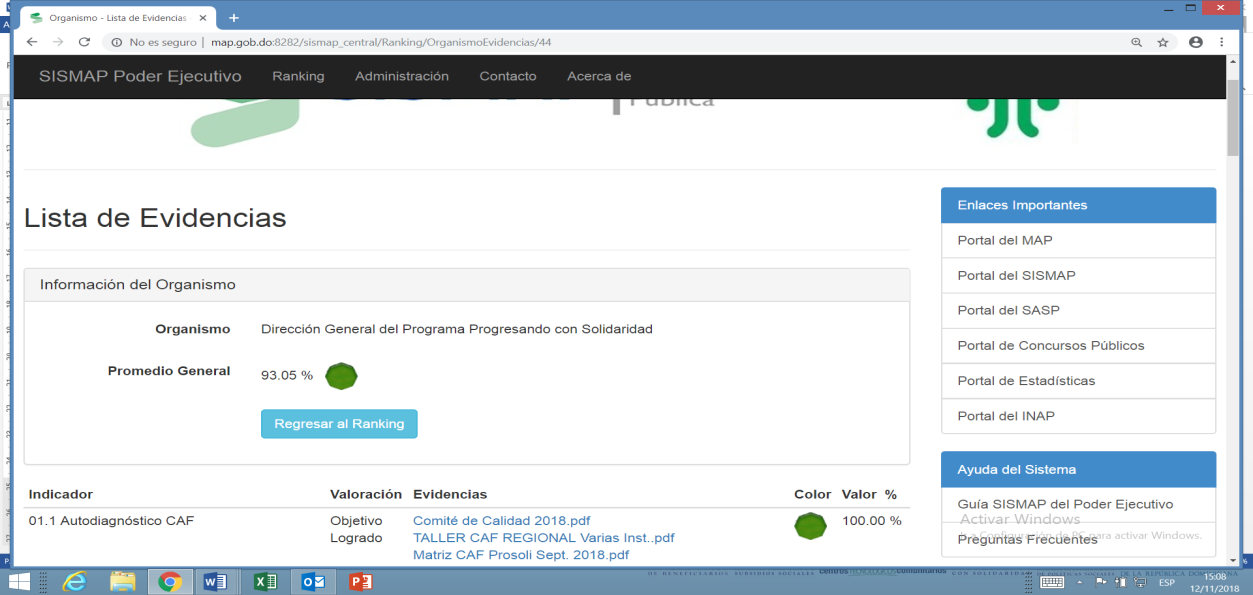 Organismo - Lista de Evidencias
No es seguro | map.gob.do:8282/sismap_central/Ranking/OrganismoEvidencias/44
SISMAP Poder Ejecutivo Ranking Administración Contacto Acerca de
Pública
Lista de Evidencias
Información del Organismo
Organismo Dirección General del Programa Progresando con Solidaridad
Promedio General 93.05 %
Regresar al Ranking
Indicador Valoración Evidencias Color Valor %
01.1 Autodiagnóstico CAF Objetivo Logrado Comité de Calidad 2018.pdf 100.00 %
TALLER CAF REGIONAL Varias Inst..pdf
Matriz CAF Prosoli Sept. 2018.pdf
Enlaces Importantes
Portal del MAP
Portal del SISMAP
Portal del SASP
Portal de Concursos Públicos
Portal de Estadísticas
Portal del INAP
Ayuda del Sistema
Guía SISMAP del Poder Ejecutivo
Activar Windows
Preguntas Frecuentes
para activar Windows.
ESP
15:08
12/11/2018